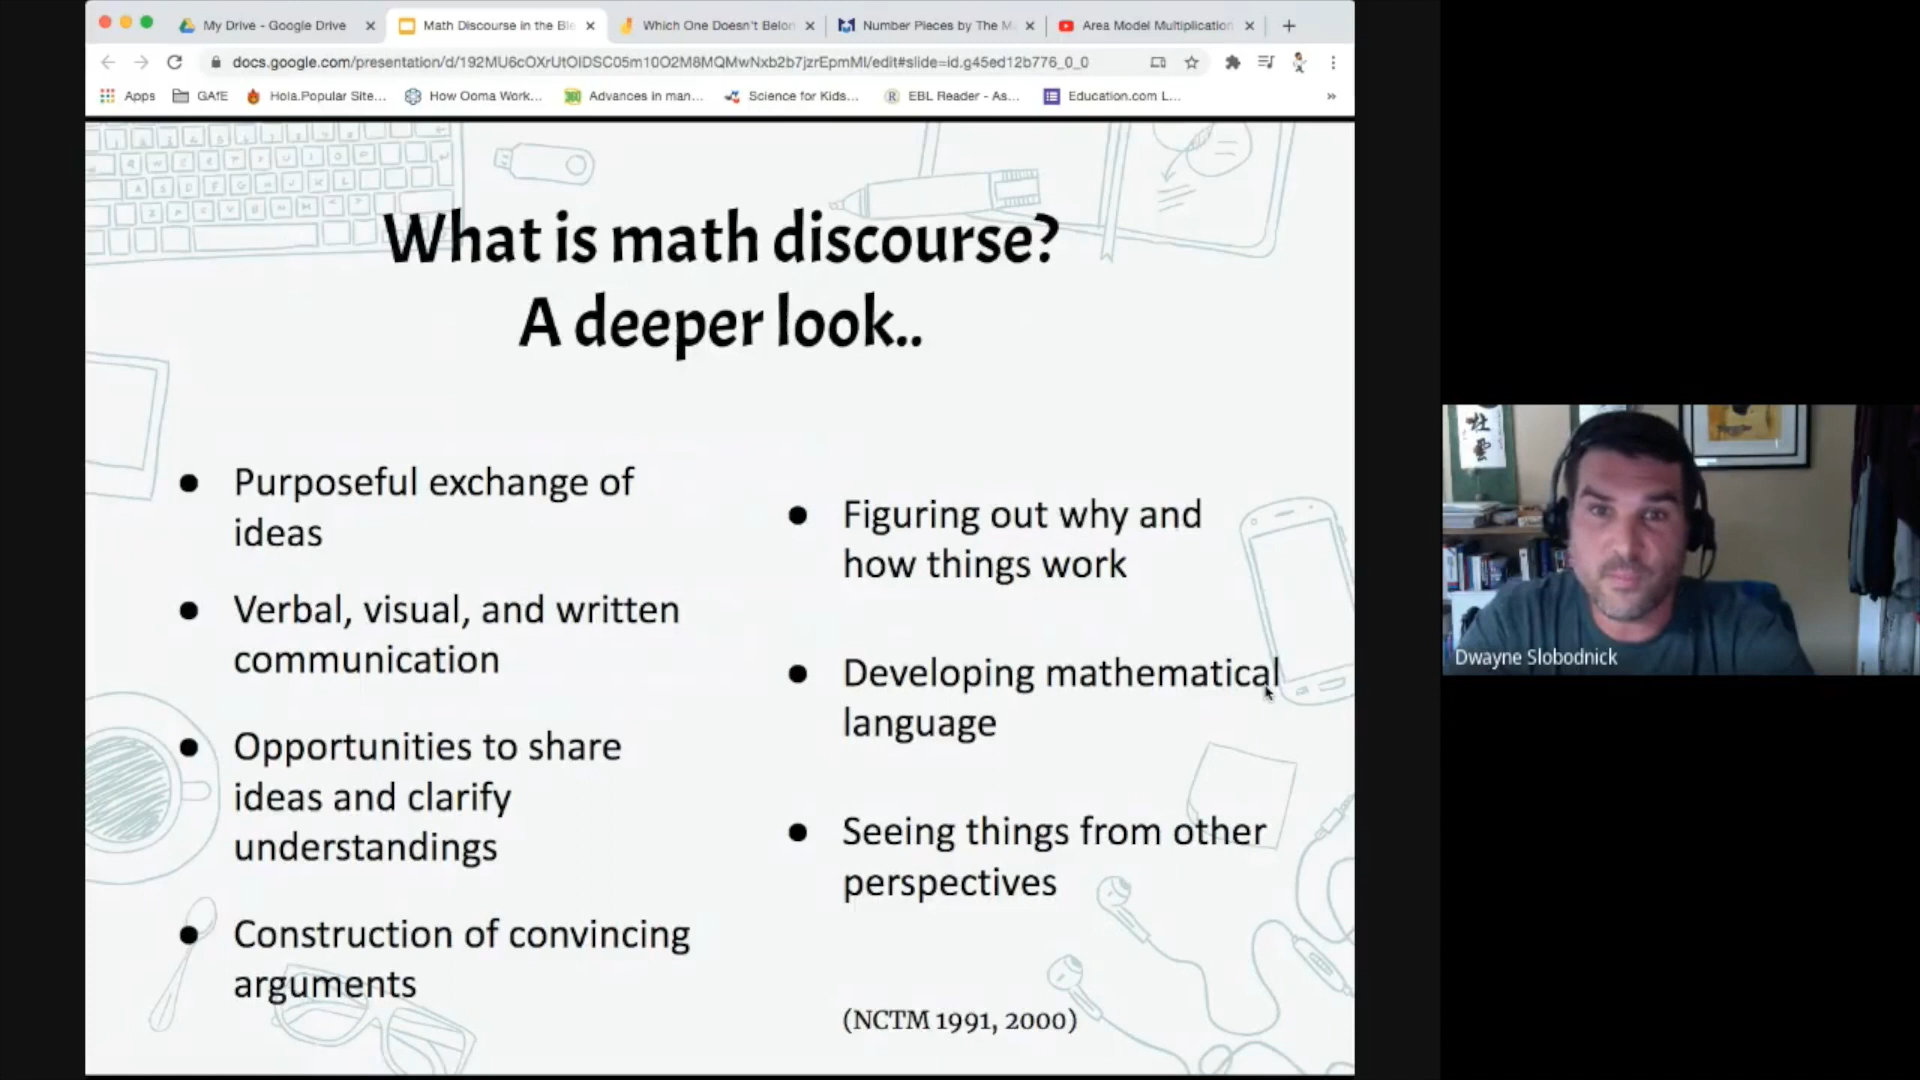 My Drive - Google Drive
Math Discourse in the Ble
Which One Doesn't Belon
Number Pieces by The M
Area Model Multiplication
docs.google.com/presentation/d/192MU6cOXrUtOlDSC05m10O2M8MQMwNxb2b7jzrEpmMI/edit#slide=id.g45ed12b776_0_0
Apps
GAfE
Hola.Popular Site...
How Ooma Work...
Advances in man...
Science for Kids...
EBL Reader - As...
Education.com L...
What is math discourse?
A deeper look..
● Purposeful exchange of
ideas
● Verbal, visual, and written
communication
● Opportunities to share
ideas and clarify
understandings
● Construction of convincing
arguments
● Figuring out why and
how things work
● Developing mathematical
language
● Seeing things from other
perspectives
(NCTM 1991, 2000)
Dwayne Slobodnick